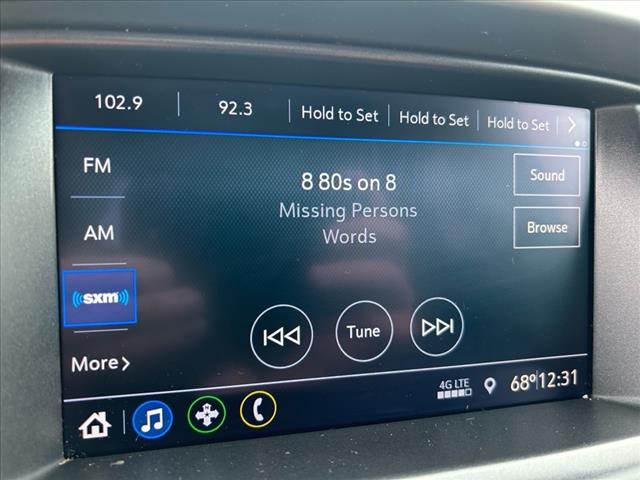 102.9 92.3 Hold to Set Hold to Set Hold to Set >
FM
8 80s on 8
Sound
Missing Persons
AM
Words
Browse
((sxm))
Tune
More >
4G LTE
68° 12:31